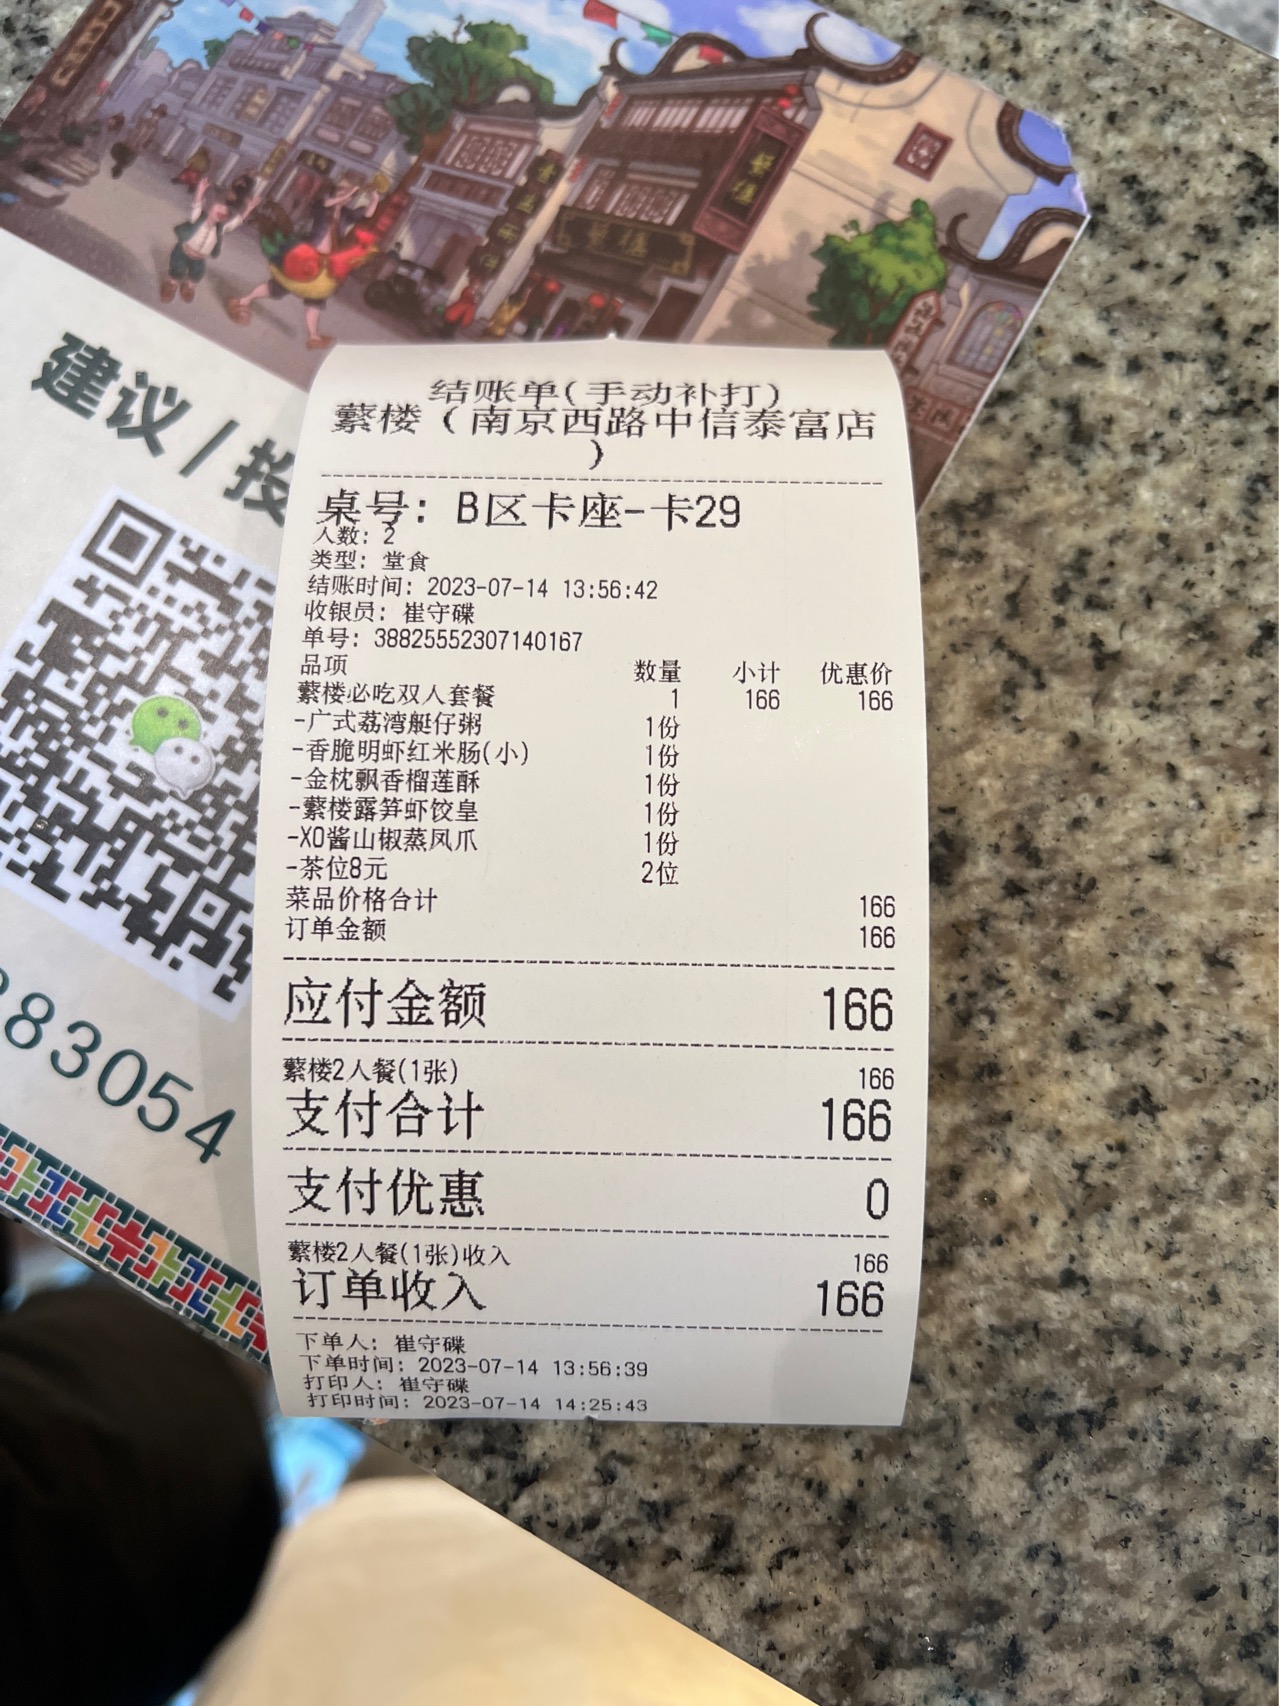 建议/投
883054
结账单(手动补打)
蘩楼（南京西路中信泰富店
）
桌号: B区卡座-卡29
人数: 2
类型: 堂食
结账时间: 2023-07-14 13:56:42
收银员: 崔守碟
单号: 388255552307140167
品项 数量 小计 优惠价
蘩楼必吃双人套餐 1 166 166
-广式荔湾艇仔粥 1份
-香脆明虾红米肠(小) 1份
-金枕飘香榴莲酥 1份
-蘩楼露笋虾饺皇 1份
-XO酱山椒蒸凤爪 1份
-茶位8元 2位
菜品价格合计 166
订单金额 166
应付金额 166
蘩楼2人餐(1张) 166
支付合计 166
支付优惠 0
蘩楼2人餐(1张)收入 166
订单收入 166
下单人: 崔守碟
下单时间: 2023-07-14 13:56:39
打印人: 崔守碟
打印时间: 2023-07-14 14:25:43